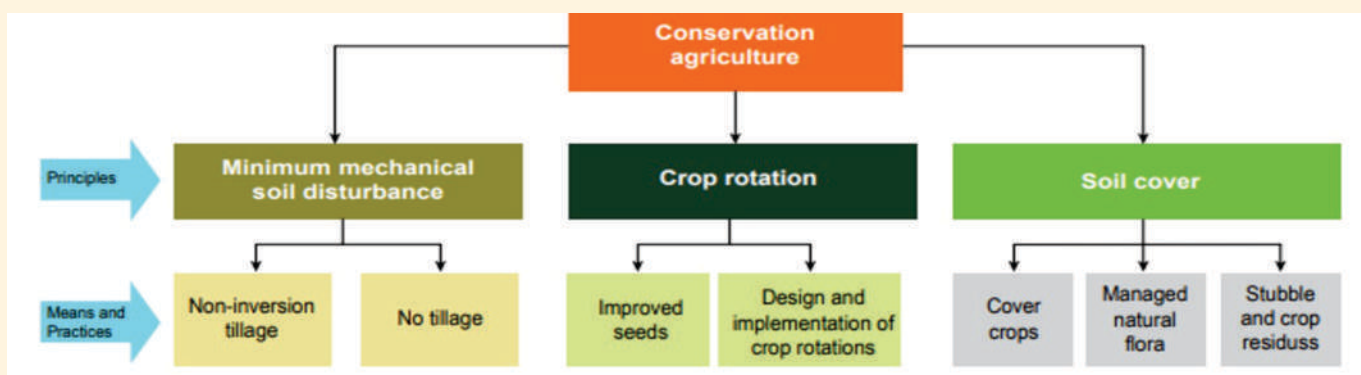 Conservation
agriculture
Principles
Minimum mechanical
soil disturbance
Crop rotation
Soil cover
Means and
Practices
Non-inversion
tillage
No tillage
Improved
seeds
Design and
implementation of
crop rotations
Cover
crops
Managed
natural
flora
Stubble
and crop
residuss